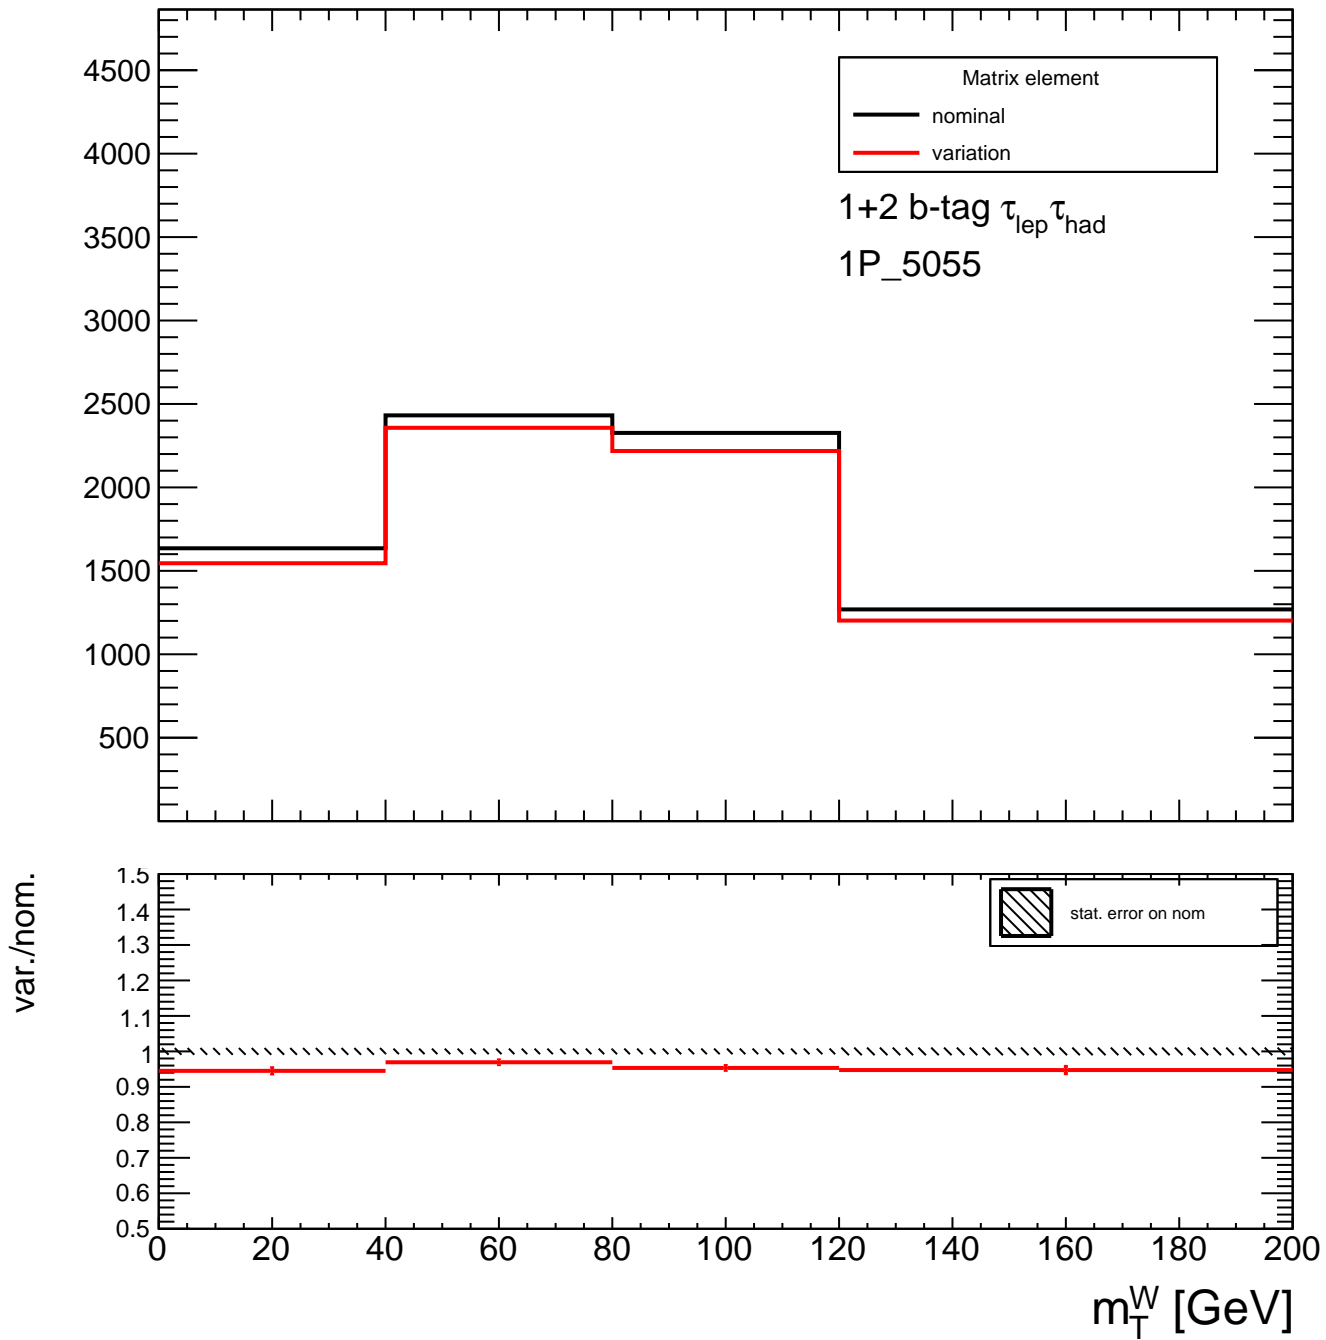 4500
4000
3500
3000
2500
2000
1500
1000
500
Matrix element
nominal
variation
1+2 b-tag τlepτhad
1P_5055
var./nom.
1.5
1.4
1.3
1.2
1.1
1
0.9
0.8
0.7
0.6
0.5
stat. error on nom
0 20 40 60 80 100 120 140 160 180 200
mTW [GeV]